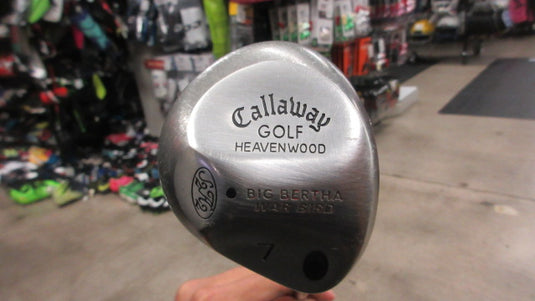 Callaway
GOLF
HEAVENWOOD
BIG BERTHA
WAR BIRD
7